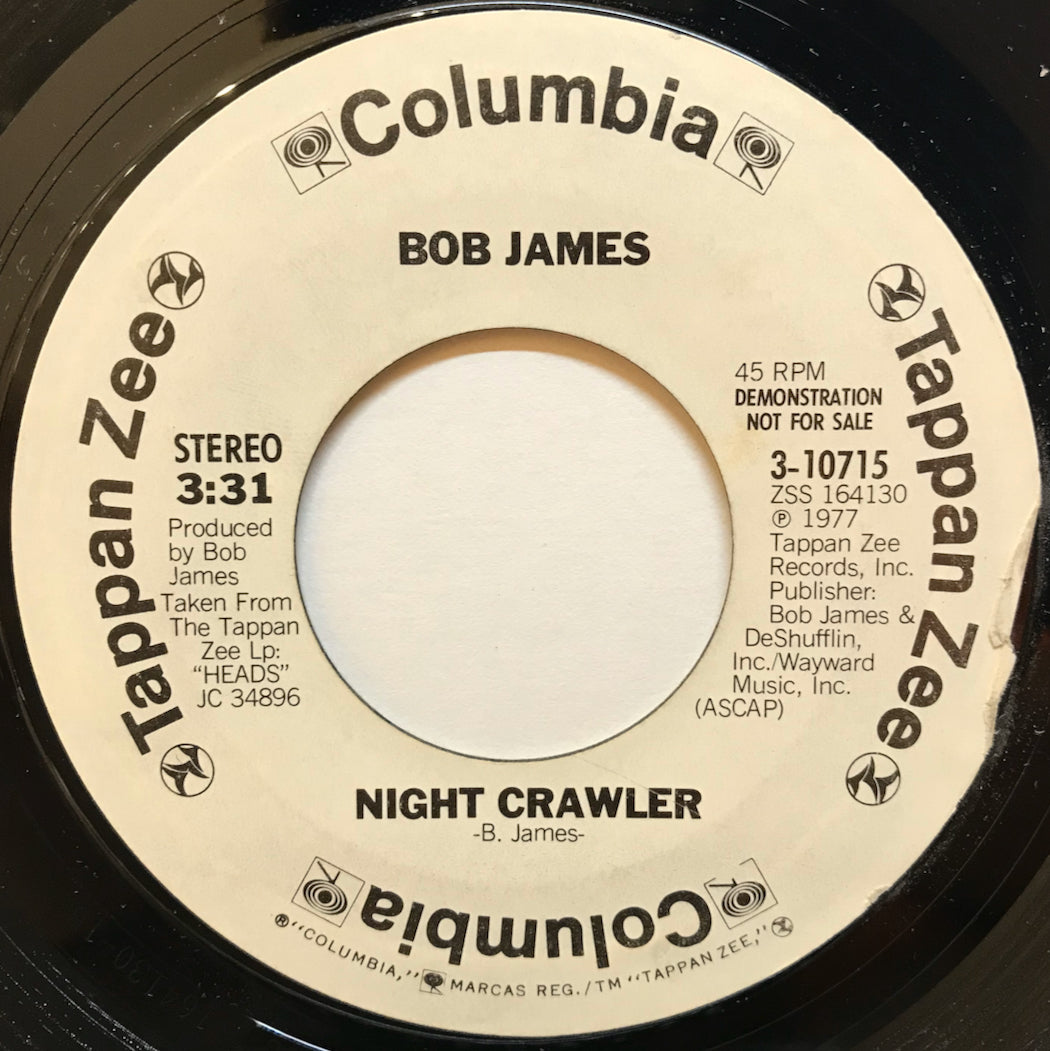 Columbia
BOB JAMES
Tappan Zee
Tappan Zee
STEREO
3:31
Produced
by Bob
James
Taken From
The Tappan
Zee Lp:
“HEADS”
JC 34896
45 RPM
DEMONSTRATION
NOT FOR SALE
3-10715
ZSS 164130
℗ 1977
Tappan Zee
Records, Inc.
Publisher:
Bob James &
DeShufflin,
Inc./Wayward
Music, Inc.
(ASCAP)
NIGHT CRAWLER
-B. James-
Columbia
®“COLUMBIA,” MARCAS REG./TM “TAPPAN ZEE,”